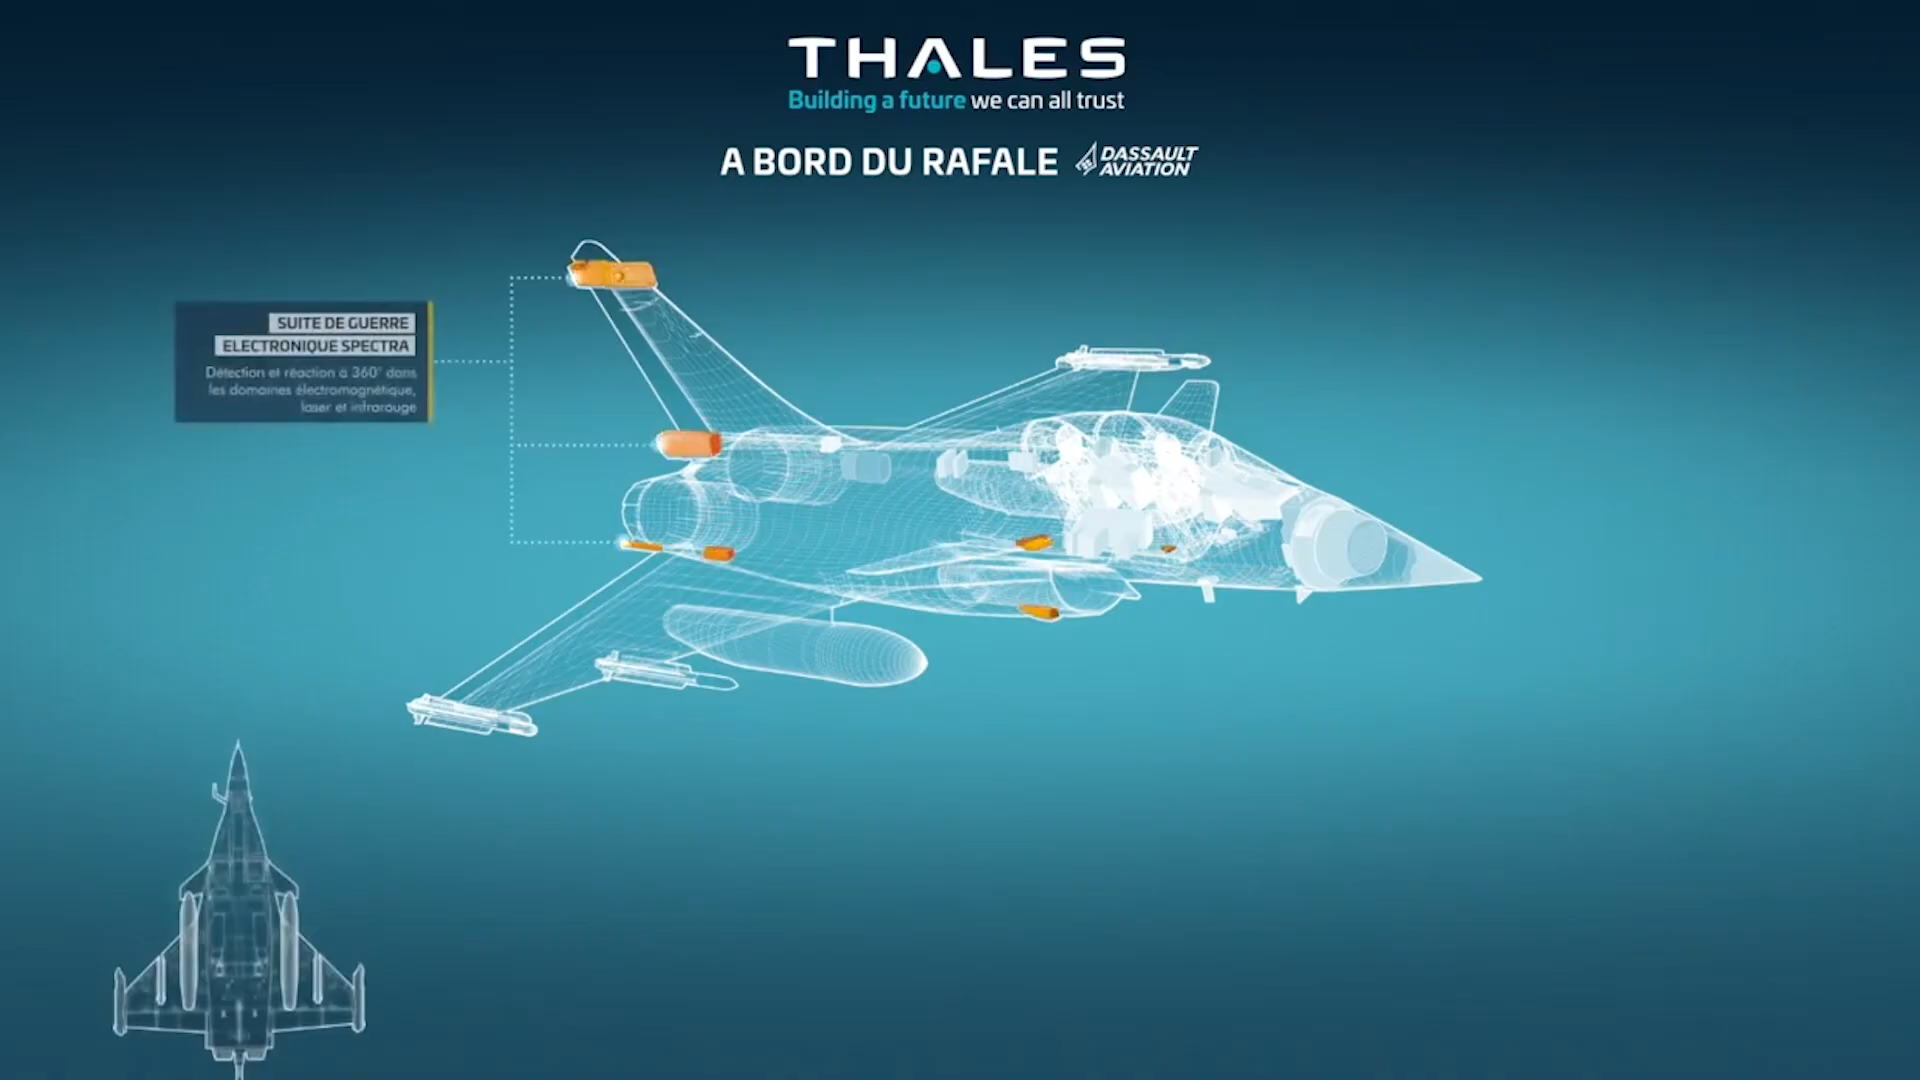 THALES
Building a future we can all trust
A BORD DU RAFALE DASSAULT
AVIATION
SUITE DE GUERRE
ELECTRONIQUE SPECTRA
Détection et réaction à 360° dans
les domaines électromagnétique,
laser et infrarouge